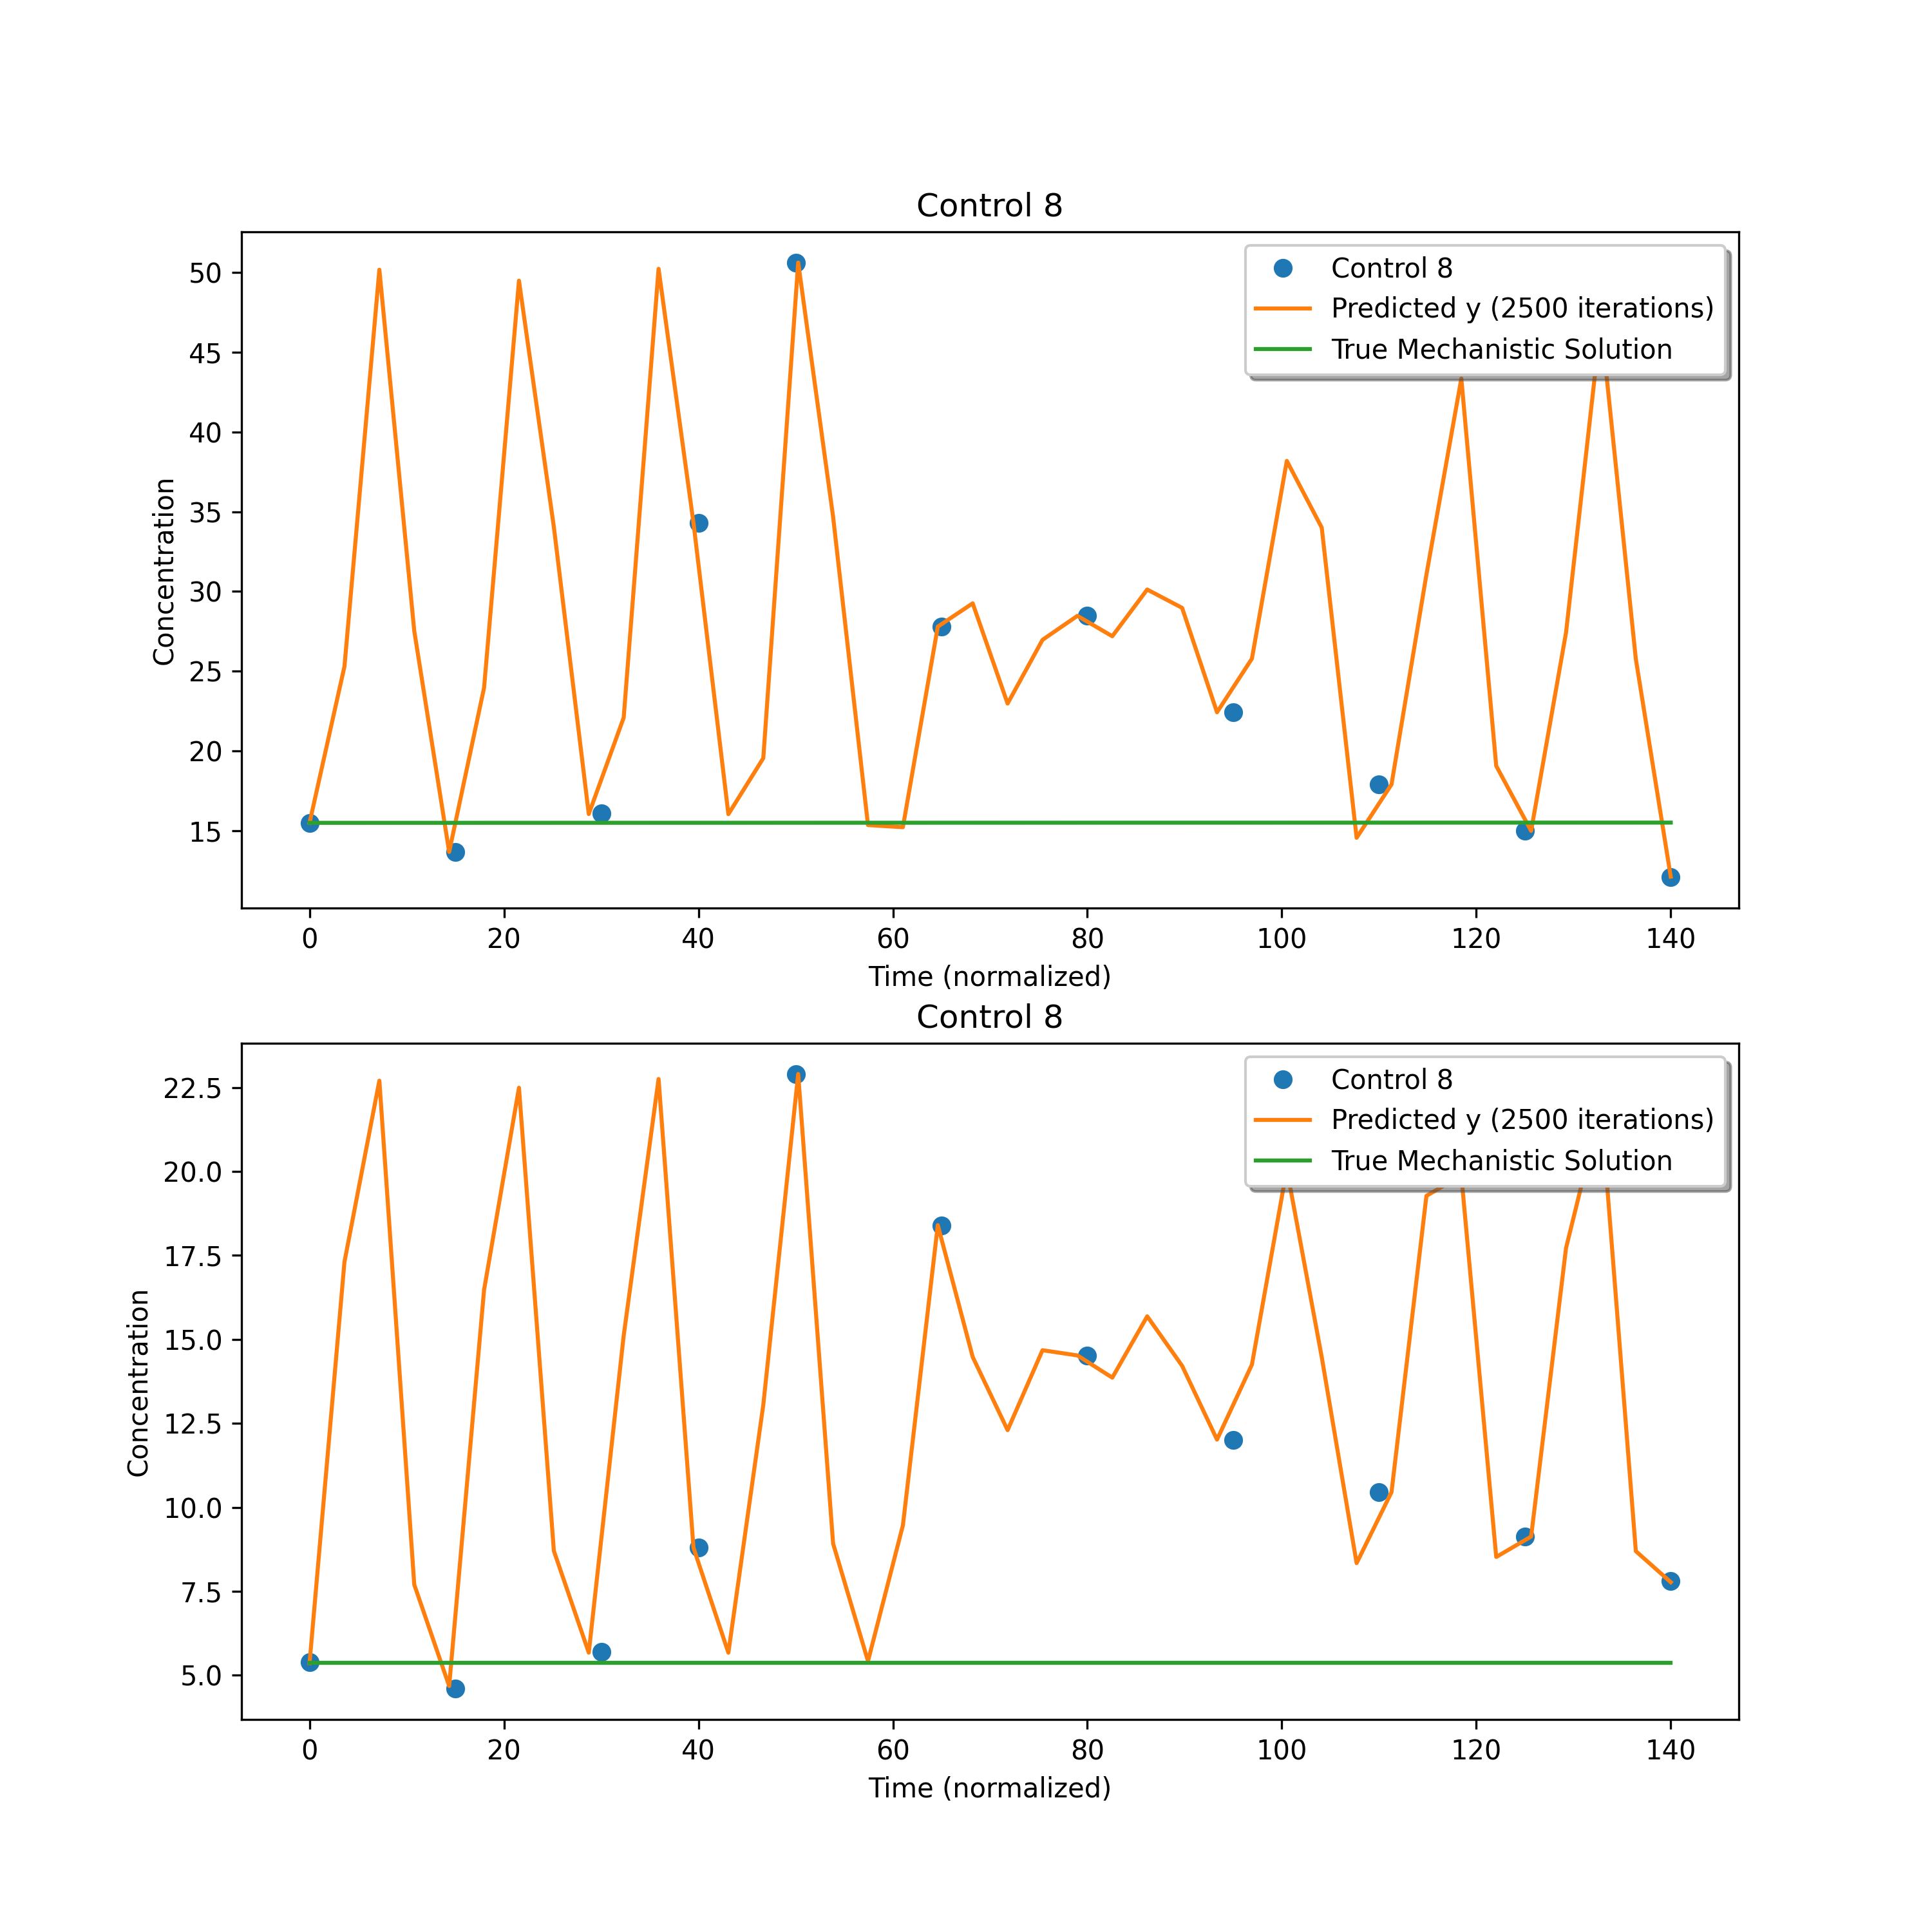 Control 8
Control 8
Predicted y (2500 iterations)
True Mechanistic Solution
50
45
40
35
30
25
20
15
Concentration
0 20 40 60 80 100 120 140
Time (normalized)
Control 8
Control 8
Predicted y (2500 iterations)
True Mechanistic Solution
22.5
20.0
17.5
15.0
12.5
10.0
7.5
5.0
Concentration
0 20 40 60 80 100 120 140
Time (normalized)